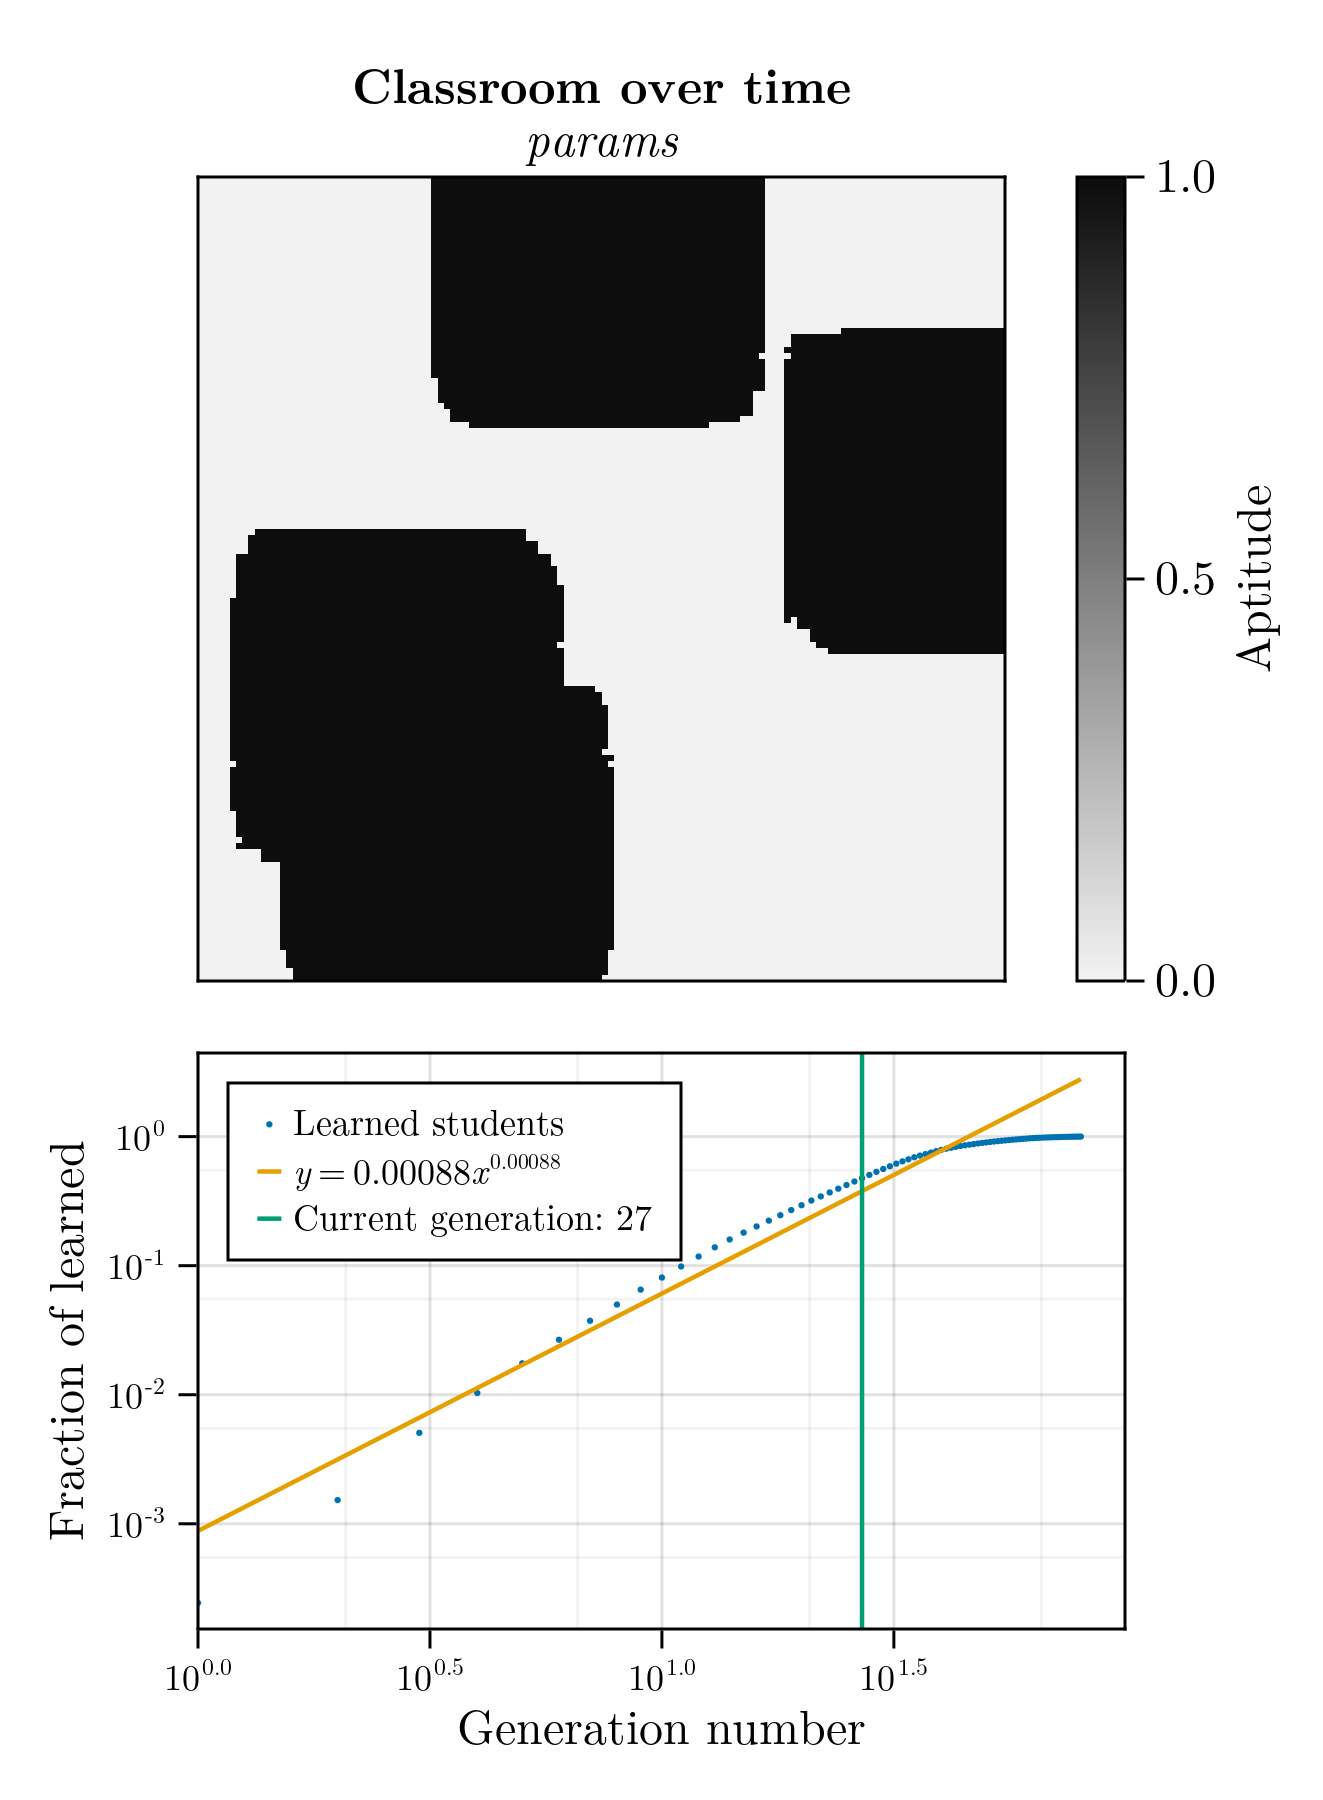 Classroom over time
params
1.0
0.5
0.0
Aptitude
Learned students
y = 0.00088x^0.00088
Current generation: 27
10^0
10^-1
10^-2
10^-3
Fraction of learned
10^0.0 10^0.5 10^1.0 10^1.5
Generation number